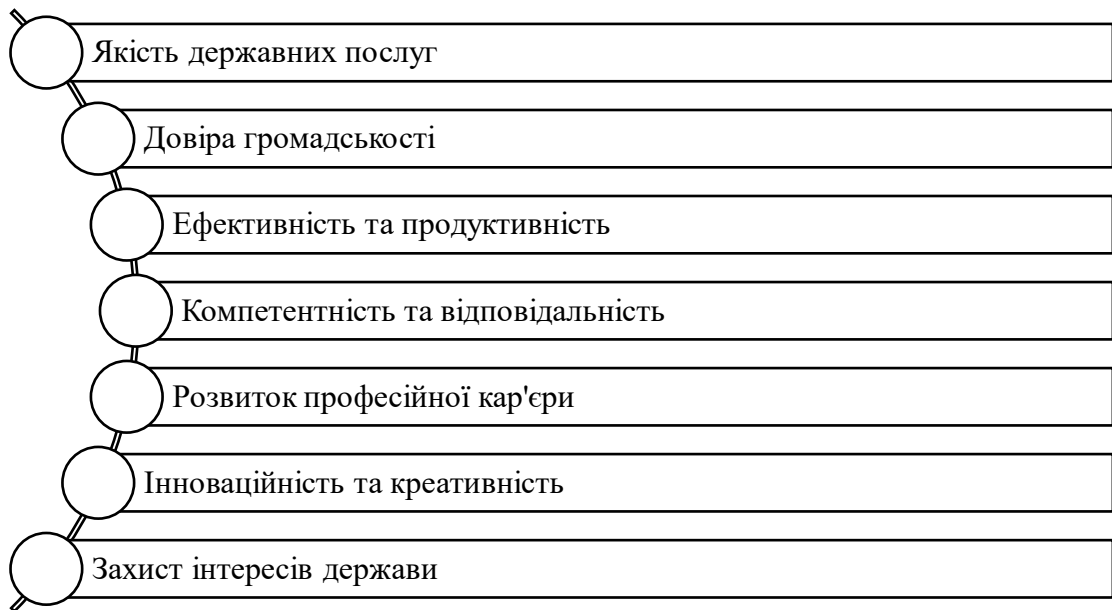 Якість державних послуг
Довіра громадськості
Ефективність та продуктивність
Компетентність та відповідальність
Розвиток професійної кар'єри
Інноваційність та креативність
Захист інтересів держави